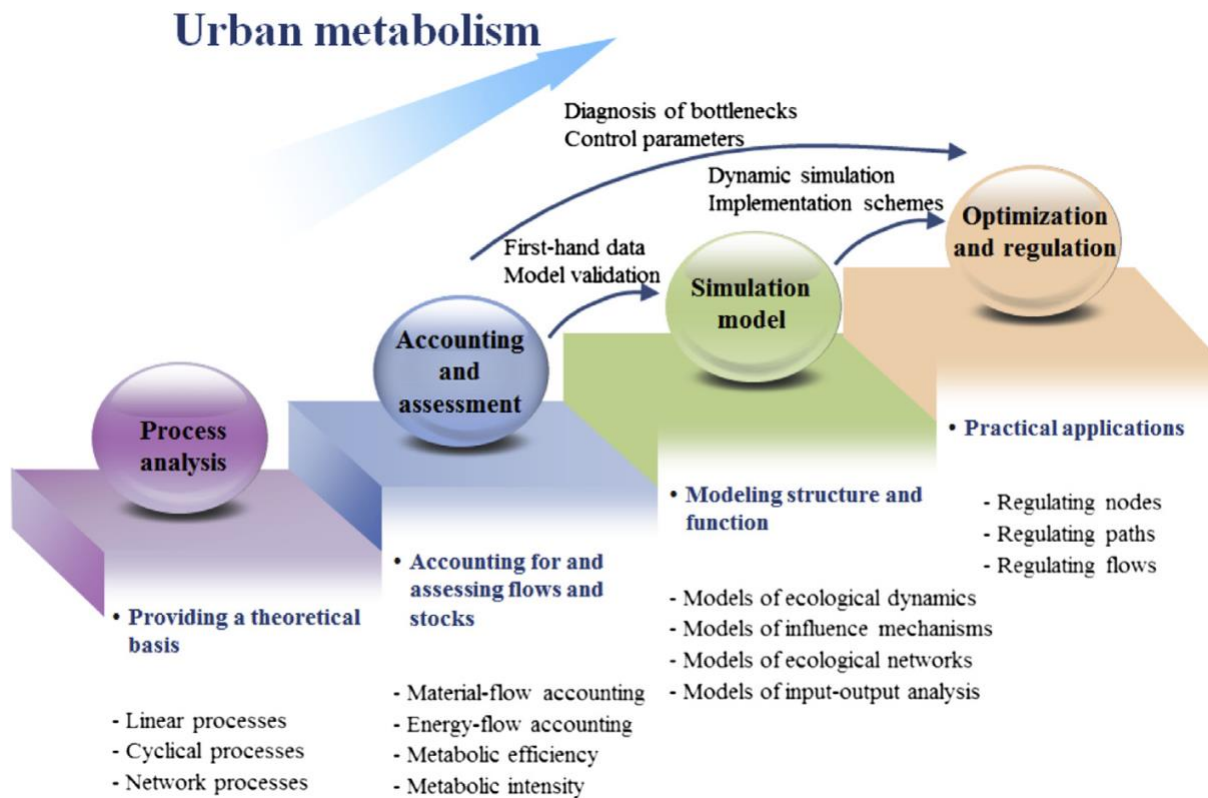 Urban metabolism
Diagnosis of bottlenecks
Control parameters
Dynamic simulation
Implementation schemes
First-hand data
Model validation
Process
analysis
• Providing a theoretical
basis
- Linear processes
- Cyclical processes
- Network processes
Accounting
and
assessment
• Accounting for and
assessing flows and
stocks
- Material-flow accounting
- Energy-flow accounting
- Metabolic efficiency
- Metabolic intensity
Simulation
model
• Modeling structure and
function
- Models of ecological dynamics
- Models of influence mechanisms
- Models of ecological networks
- Models of input-output analysis
Optimization
and regulation
• Practical applications
- Regulating nodes
- Regulating paths
- Regulating flows